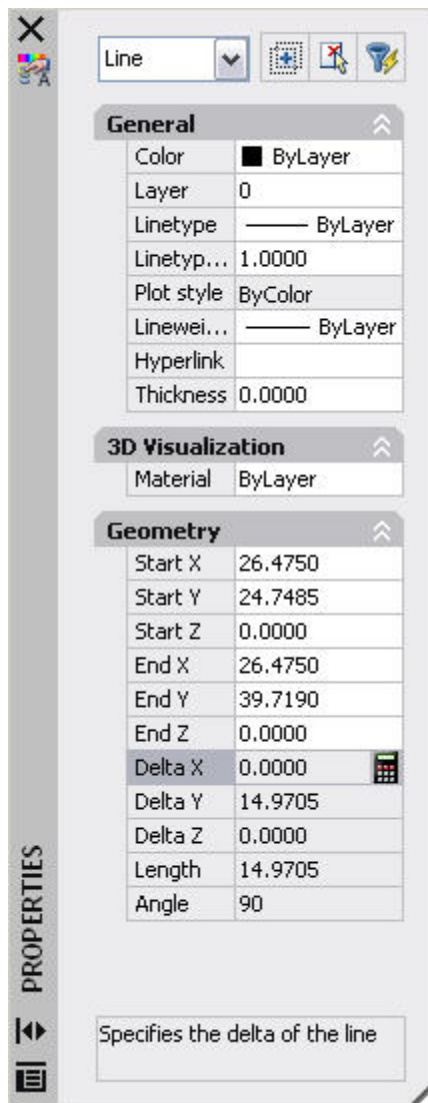 Line
General
Color ByLayer
Layer 0
Linetype ByLayer
Linetyp... 1.0000
Plot style ByColor
Linewei... ByLayer
Hyperlink
Thickness 0.0000
3D Visualization
Material ByLayer
Geometry
Start X 26.4750
Start Y 24.7485
Start Z 0.0000
End X 26.4750
End Y 39.7190
End Z 0.0000
Delta X 0.0000
Delta Y 14.9705
Delta Z 0.0000
Length 14.9705
Angle 90
PROPERTIES
Specifies the delta of the line